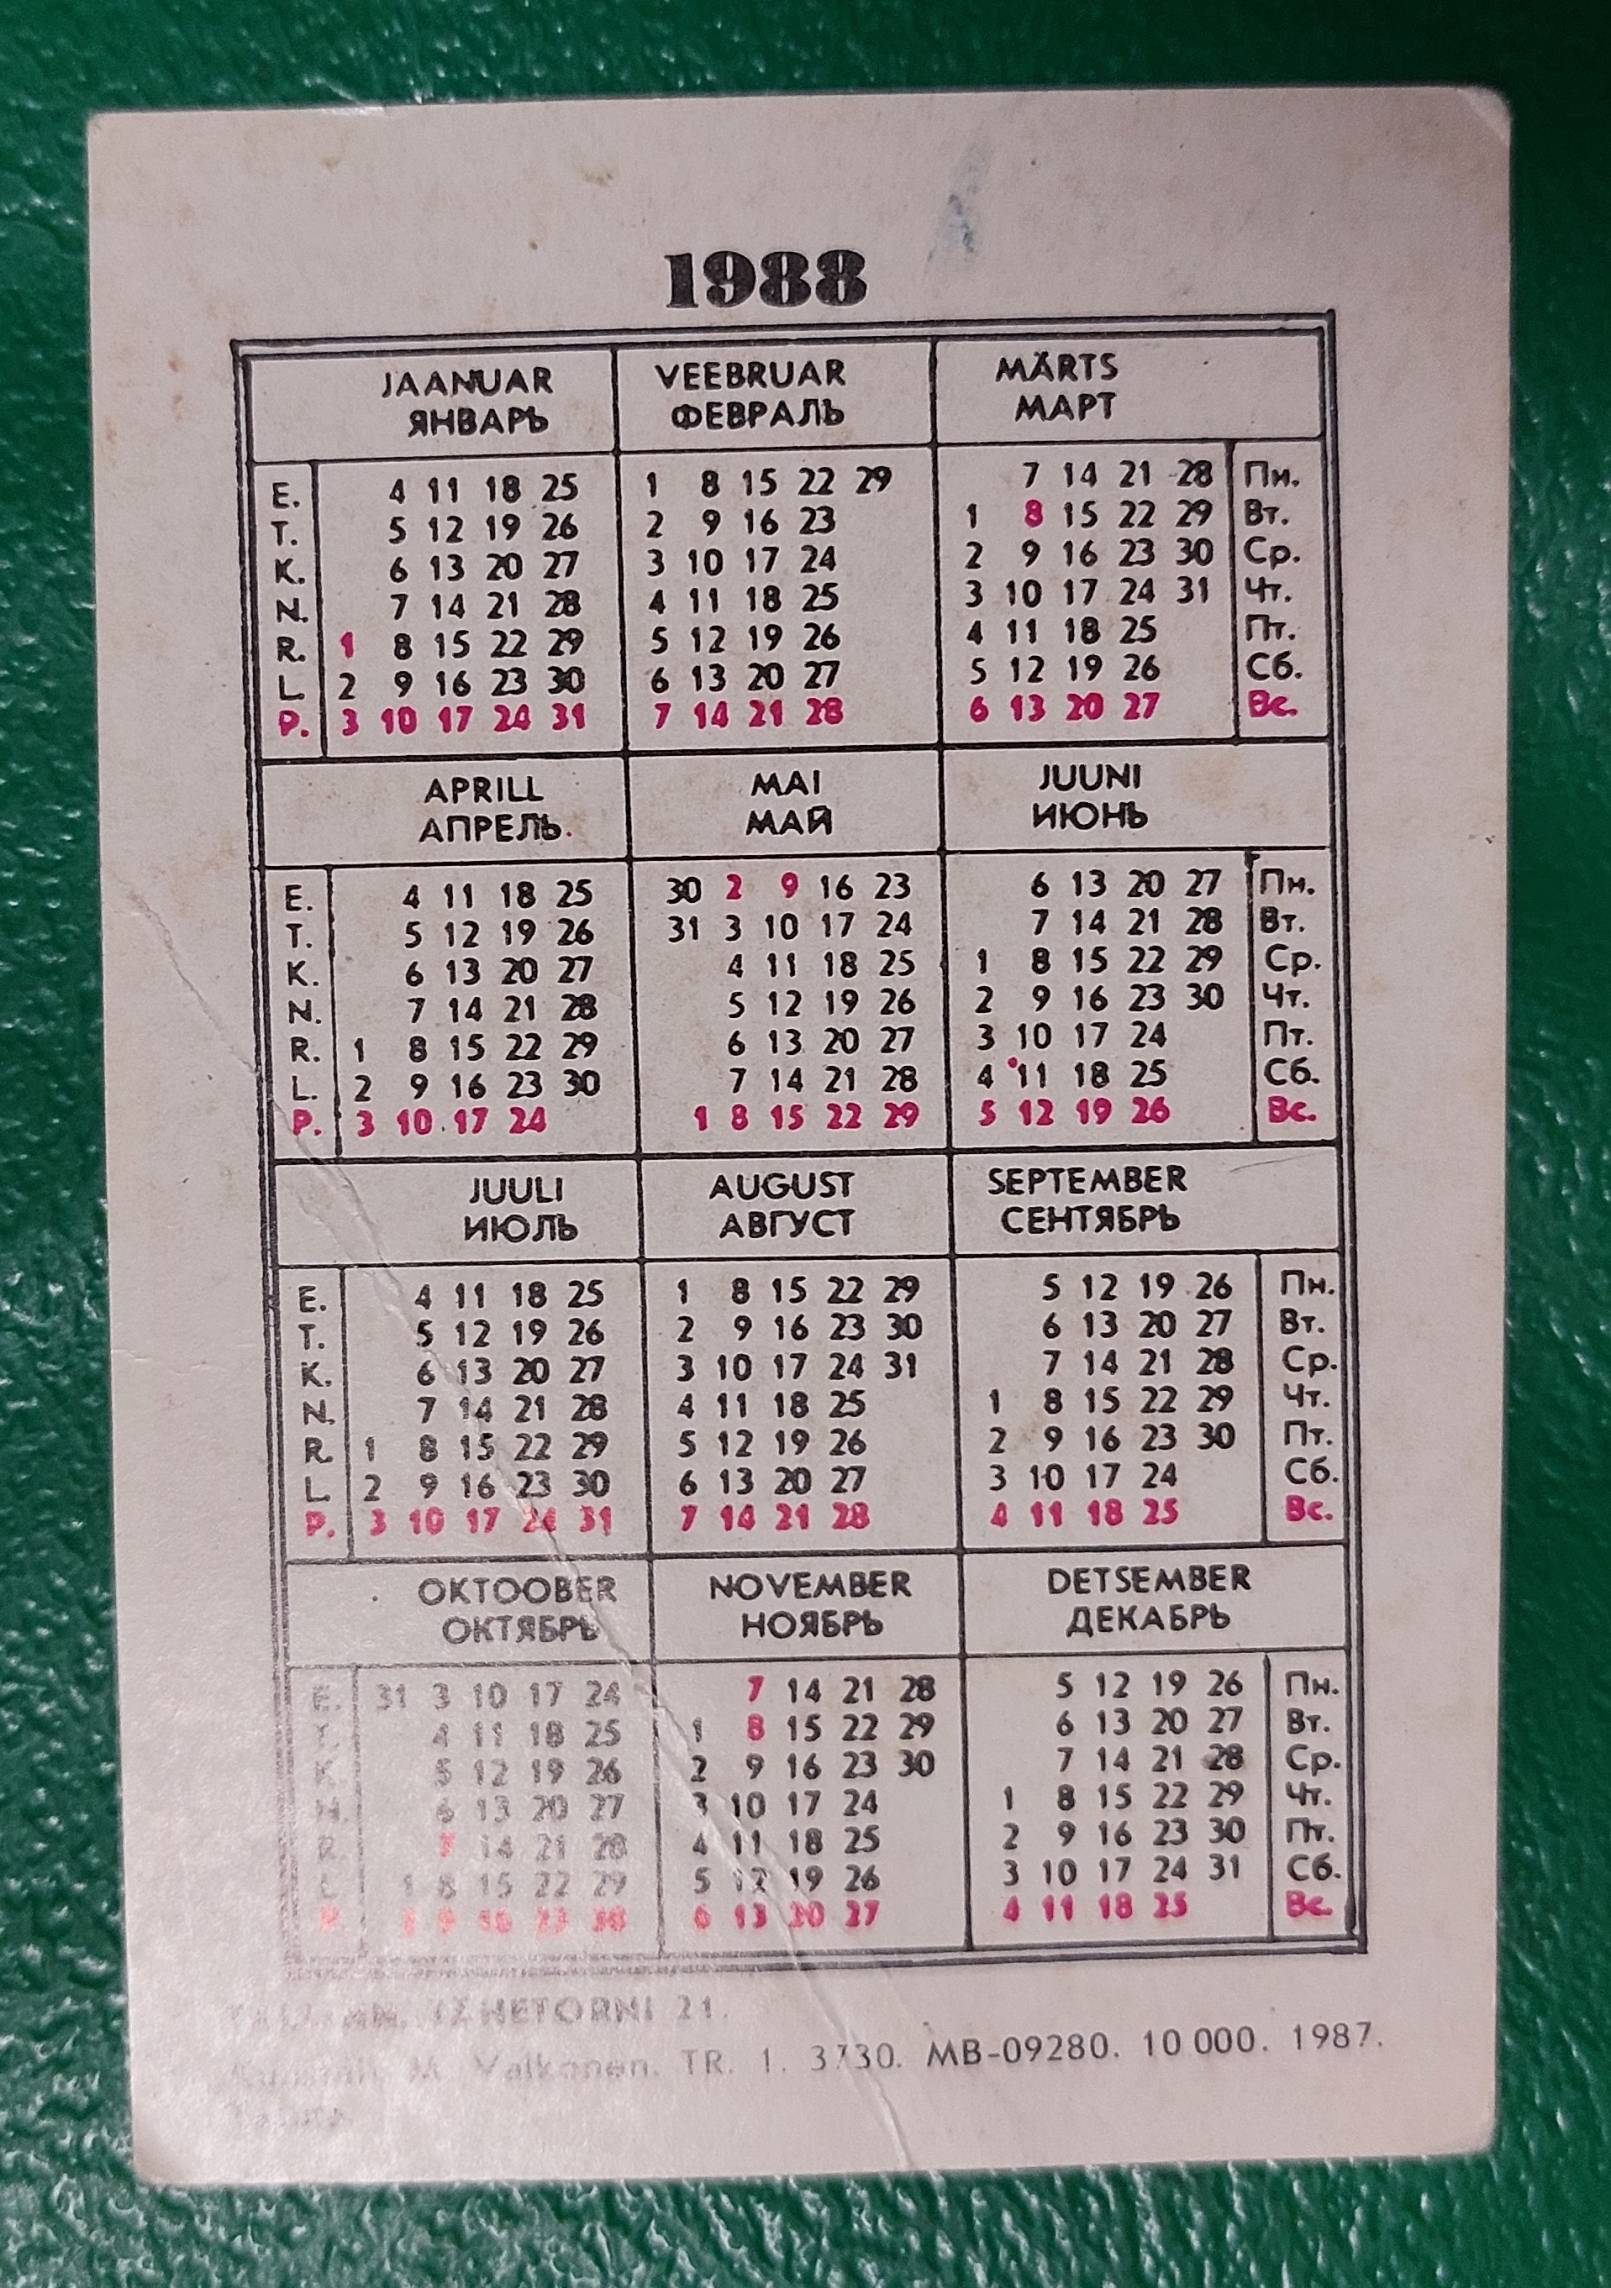 1988
JAANUAR VEEBRUAR MÄRTS
ЯНВАРЬ ФЕВРАЛЬ МАРТ
E. 4 11 18 25 1 8 15 22 29 7 14 21 28 Пн.
T. 5 12 19 26 2 9 16 23 1 8 15 22 29 Вт.
K. 6 13 20 27 3 10 17 24 2 9 16 23 30 Ср.
N. 7 14 21 28 4 11 18 25 3 10 17 24 31 Чт.
R. 1 8 15 22 29 5 12 19 26 4 11 18 25 Пт.
L. 2 9 16 23 30 6 13 20 27 5 12 19 26 Сб.
P. 3 10 17 24 31 7 14 21 28 6 13 20 27 Вс.
APRILL MAI JUUNI
АПРЕЛЬ МАЙ ИЮНЬ
E. 4 11 18 25 30 2 9 16 23 6 13 20 27 Пн.
T. 5 12 19 26 31 3 10 17 24 7 14 21 28 Вт.
K. 6 13 20 27 4 11 18 25 1 8 15 22 29 Ср.
N. 7 14 21 28 5 12 19 26 2 9 16 23 30 Чт.
R. 1 8 15 22 29 6 13 20 27 3 10 17 24 Пт.
L. 2 9 16 23 30 7 14 21 28 4 11 18 25 Сб.
P. 3 10 17 24 1 8 15 22 29 5 12 19 26 Вс.
JUULI AUGUST SEPTEMBER
ИЮЛЬ АВГУСТ СЕНТЯБРЬ
E. 4 11 18 25 1 8 15 22 29 5 12 19 26 Пн.
T. 5 12 19 26 2 9 16 23 30 6 13 20 27 Вт.
K. 6 13 20 27 3 10 17 24 31 7 14 21 28 Ср.
N. 7 14 21 28 4 11 18 25 1 8 15 22 29 Чт.
R. 1 8 15 22 29 5 12 19 26 2 9 16 23 30 Пт.
L. 2 9 16 23 30 6 13 20 27 3 10 17 24 Сб.
P. 3 10 17 24 31 7 14 21 28 4 11 18 25 Вс.
OKTOOBER NOVEMBER DETSEMBER
ОКТЯБРЬ НОЯБРЬ ДЕКАБРЬ
E. 31 3 10 17 24 7 14 21 28 5 12 19 26 Пн.
T. 4 11 18 25 1 8 15 22 29 6 13 20 27 Вт.
K. 5 12 19 26 2 9 16 23 30 7 14 21 28 Ср.
N. 6 13 20 27 3 10 17 24 1 8 15 22 29 Чт.
R. 7 14 21 28 4 11 18 25 2 9 16 23 30 Пт.
L 1 8 15 22 29 5 12 19 26 3 10 17 24 31 Сб.
P. 2 9 16 23 30 6 13 20 27 4 11 18 25 Вс.
21.
M. Valkonen. TR. 1. 3730. MB-09280. 10 000. 1987.